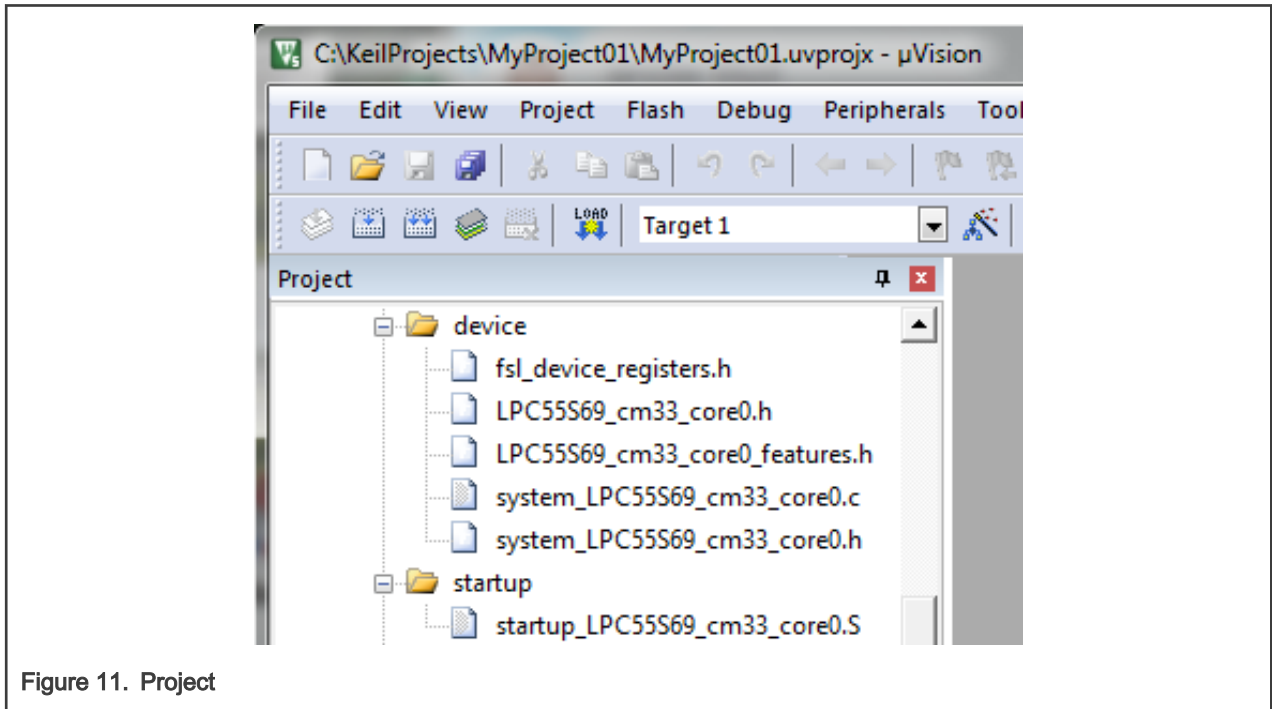 C:\KeilProjects\MyProject01\MyProject01.uvprojx - µVision
File Edit View Project Flash Debug Peripherals Tool
LOAD Target 1
Project
device
fsl_device_registers.h
LPC55S69_cm33_core0.h
LPC55S69_cm33_core0_features.h
system_LPC55S69_cm33_core0.c
system_LPC55S69_cm33_core0.h
startup
startup_LPC55S69_cm33_core0.S
Figure 11. Project